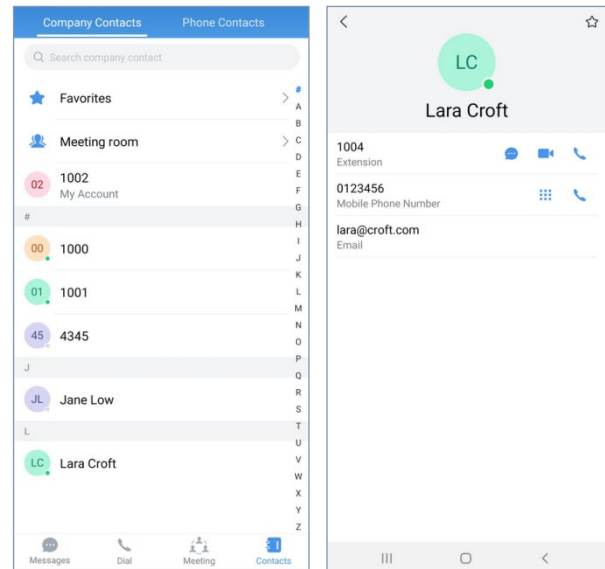 Company Contacts
Phone Contacts
Search company contact
Favorites
Meeting room
02
1002
My Account
#
00
1000
01
1001
45
4345
J
JL
Jane Low
L
LC
Lara Croft
#
A
B
C
D
E
F
G
H
I
J
K
L
M
N
O
P
Q
R
S
T
U
V
W
X
Y
Z
Messages
Dial
Meeting
Contacts
LC
Lara Croft
1004
Extension
0123456
Mobile Phone Number
lara@croft.com
Email